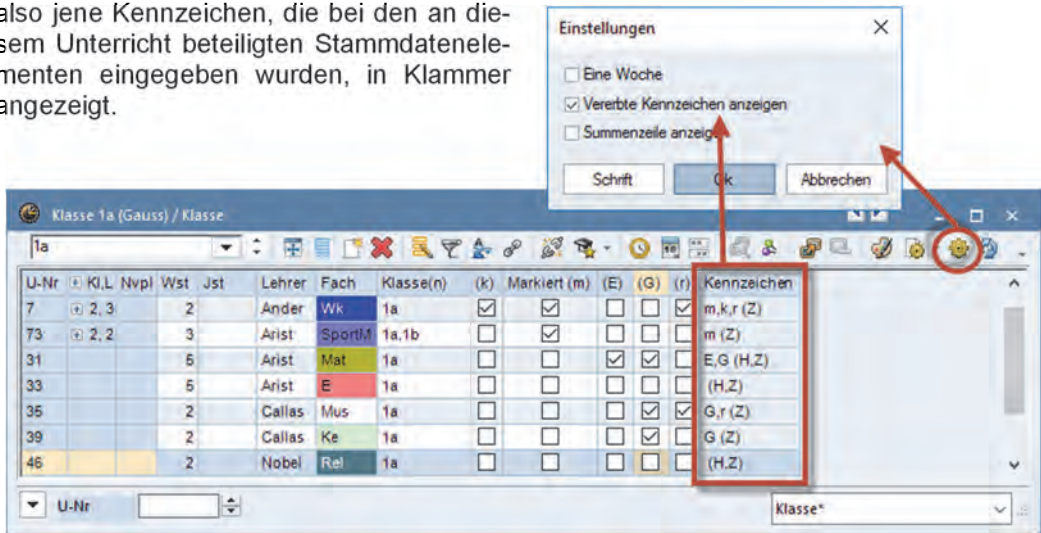 also jene Kennzeichen, die bei den an die-
sem Unterricht beteiligten Stammdatenele-
menten eingegeben wurden, in Klammer
angezeigt.
Einstellungen
Eine Woche
Vererbte Kennzeichen anzeigen
Summenzeile anzeige
Schrift Ok Abbrechen
Klasse 1a (Gauss) / Klasse
1a
U-Nr Kl,L Nvpl Wst Jst Lehrer Fach Klasse(n) (k) Markiert (m) (E) (G) (r) Kennzeichen
7 2, 3 2 Ander Wk 1a m,k,r (Z)
73 2, 2 3 Arist SportM 1a,1b m (Z)
31 5 Arist Mat 1a E,G (H,Z)
33 5 Arist E 1a (H,Z)
35 2 Callas Mus 1a G,r (Z)
39 2 Callas Ke 1a G (Z)
46 2 Nobel Rel 1a (H,Z)
U-Nr Klasse*